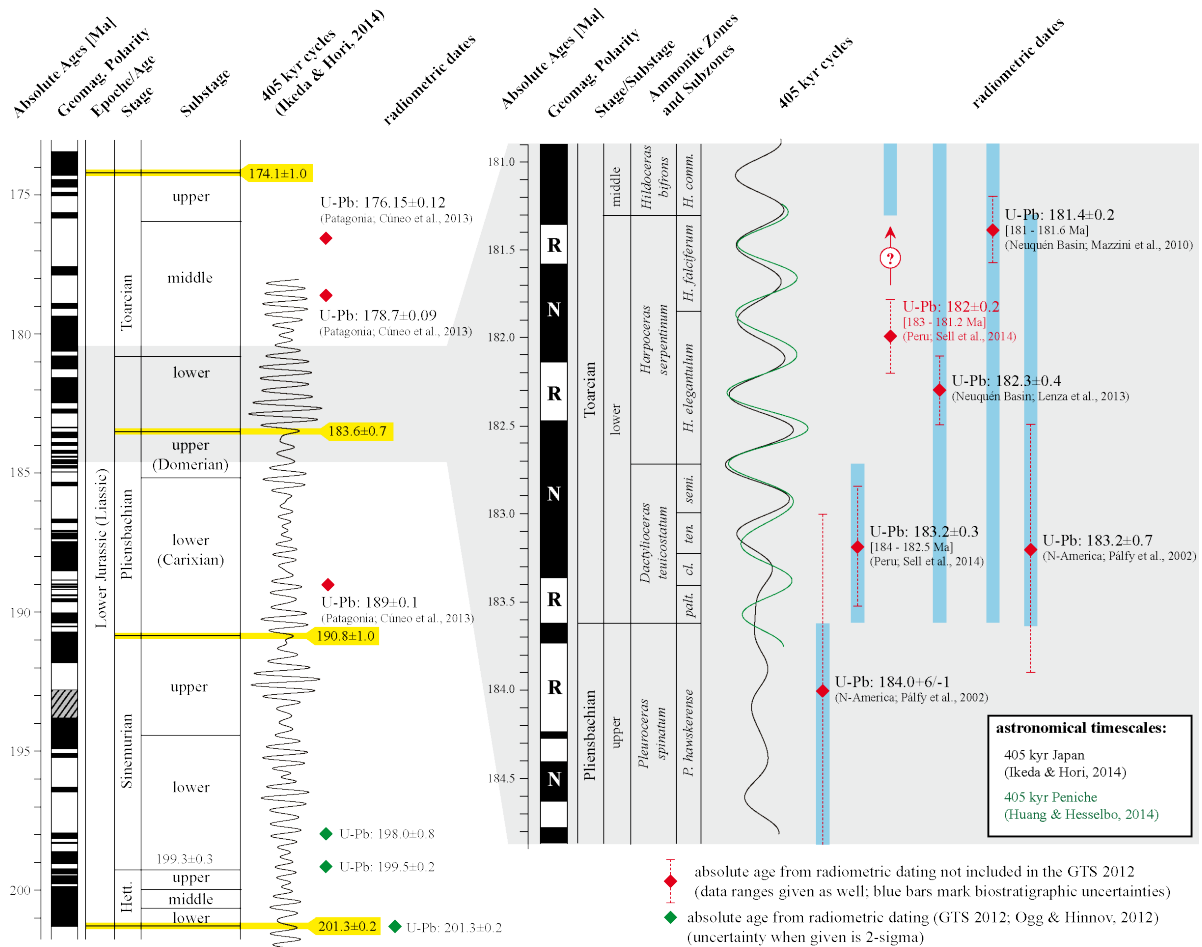 Absolute Ages [Ma]
Geomag. Polarity
Epoche/Age
Stage
Substage
405 kyr cycles
(Ikeda & Hori, 2014)
radiometric dates
175
180
185
190
195
200
Lower Jurassic (Liassic)
Toarcian
Pliensbachian
Sinemurian
Hett.
upper
middle
lower
upper
(Domerian)
lower
(Carixian)
upper
lower
199.3±0.3
upper
middle
lower
174.1±1.0
183.6±0.7
190.8±1.0
201.3±0.2
U-Pb: 176.15±0.12
(Patagonia; Cúneo et al., 2013)
U-Pb: 178.7±0.09
(Patagonia; Cúneo et al., 2013)
U-Pb: 189±0.1
(Patagonia; Cúneo et al., 2013)
U-Pb: 198.0±0.8
U-Pb: 199.5±0.2
U-Pb: 201.3±0.2
Absolute Ages [Ma]
Geomag. Polarity
Stage/Substage
Ammonite Zones
and Subzones
405 kyr cycles
radiometric dates
181.0
181.5
182.0
182.5
183.0
183.5
184.0
184.5
R
N
R
N
R
R
N
Toarcian
Pliensbachian
middle
lower
upper
Hildoceras
bifrons
Harpoceras
serpentinum
Dactylioceras
teuicostatum
Pleuroceras
spinatum
H. comm.
H. falciferum
H. elegantulum
semi.
ten.
cl.
palt.
P. hawskerense
?
U-Pb: 181.4±0.2
[181 - 181.6 Ma]
(Neuquén Basin; Mazzini et al., 2010)
U-Pb: 182±0.2
[183 - 181.2 Ma]
(Peru; Sell et al., 2014)
U-Pb: 182.3±0.4
(Neuquén Basin; Lenza et al., 2013)
U-Pb: 183.2±0.3
[184 - 182.5 Ma]
(Peru; Sell et al., 2014)
U-Pb: 183.2±0.7
(N-America; Pálfy et al., 2002)
U-Pb: 184.0+6/-1
(N-America; Pálfy et al., 2002)
astronomical timescales:
405 kyr Japan
(Ikeda & Hori, 2014)
405 kyr Peniche
(Huang & Hesselbo, 2014)
absolute age from radiometric dating not included in the GTS 2012
(data ranges given as well; blue bars mark biostratigraphic uncertainties)
absolute age from radiometric dating (GTS 2012; Ogg & Hinnov, 2012)
(uncertainty when given is 2-sigma)